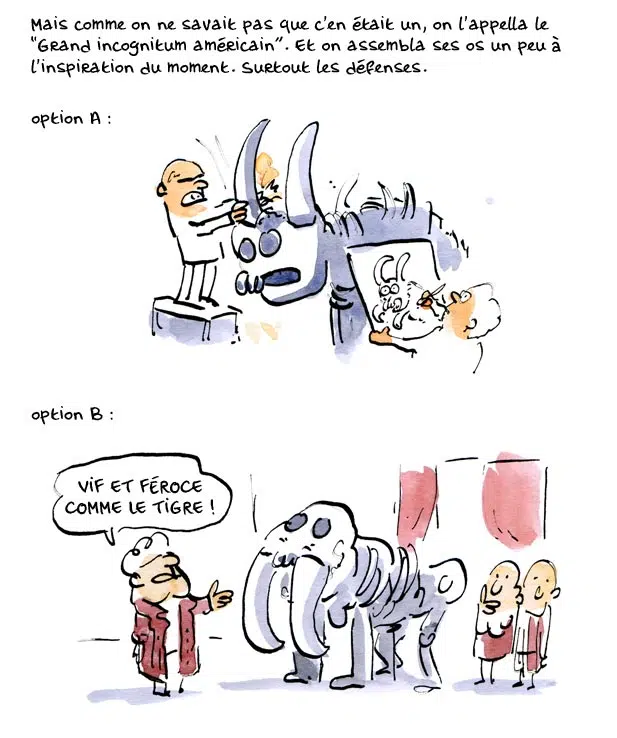 Mais comme on ne savait pas que c'en était un, on l'appella le
"Grand incognitum américain". Et on assembla ses os un peu à
l'inspiration du moment. Surtout les défenses.
option A :
option B :
VIF ET FÉROCE
COMME LE TIGRE !